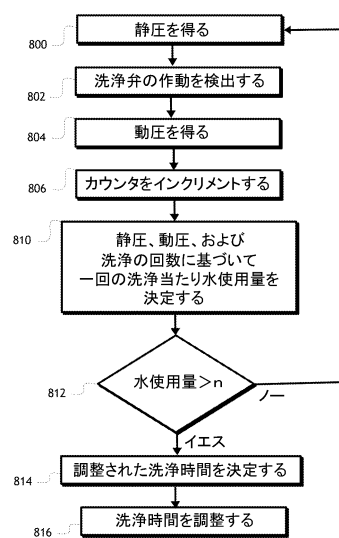 静圧を得る
800
洗浄弁の作動を検出する
802
動圧を得る
804
カウンタをインクリメントする
806
810
静圧、動圧、および
洗浄の回数に基づいて
一回の洗浄当たり水使用量を
決定する
水使用量>n
812
ノー
イエス
調整された洗浄時間を決定する
814
洗浄時間を調整する
816